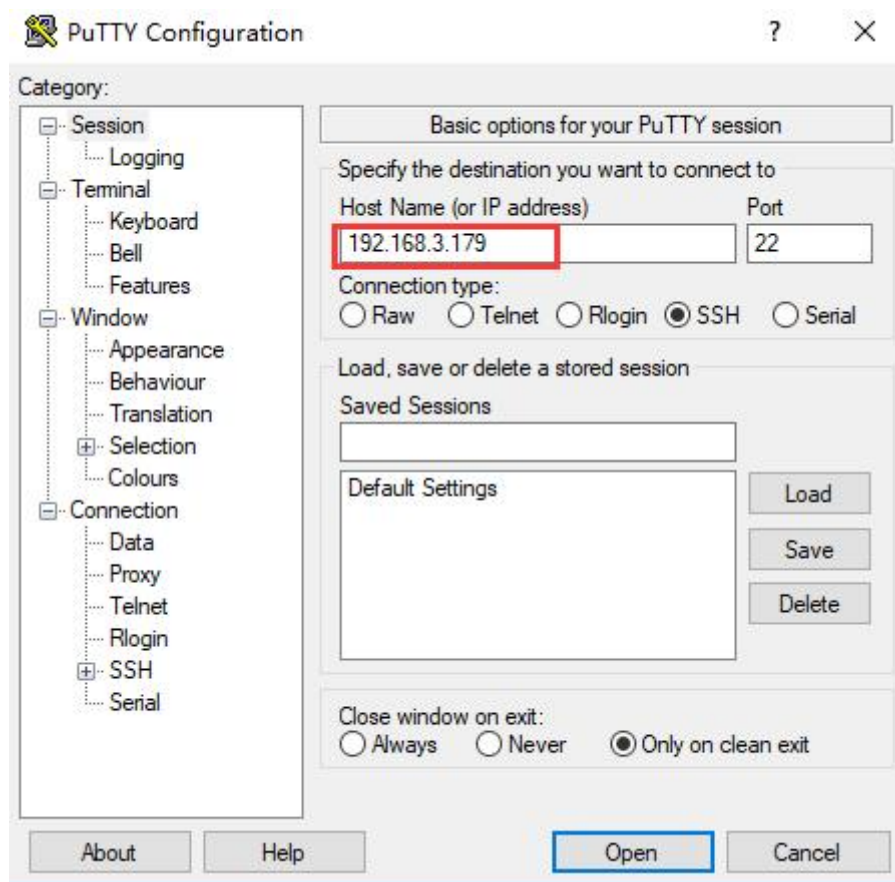 PuTTY Configuration
?
Category:
Session
Logging
Terminal
Keyboard
Bell
Features
Window
Appearance
Behaviour
Translation
Selection
Colours
Connection
Data
Proxy
Telnet
Rlogin
SSH
Serial
Basic options for your PuTTY session
Specify the destination you want to connect to
Host Name (or IP address) Port
192.168.3.179 22
Connection type:
Raw Telnet Rlogin SSH Serial
Load, save or delete a stored session
Saved Sessions
Default Settings
Load
Save
Delete
Close window on exit:
Always Never Only on clean exit
About Help Open Cancel